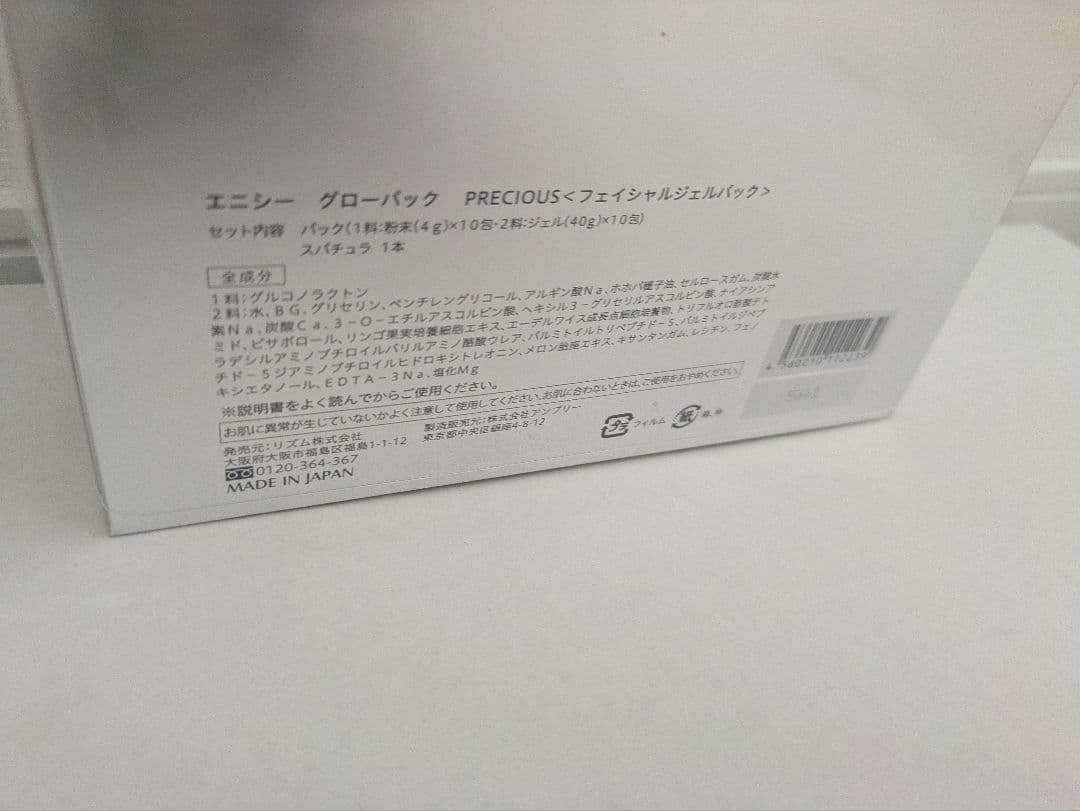 エニシー グローパック PRECIOUS<フェイシャルジェルパック>
セット内容 パック(1料:粉末(4g)×10包・2料:ジェル(40g)×10包)
スパチュラ 1本
全成分
1料:グルコノラクトン
2料:水、BG、グリセリン、ペンチレングリコール、アルギン酸Na、ホホバ種子油、セルロースガム、炭酸水
素Na、炭酸Ca、3-O-エチルアスコルビン酸、ヘキシル3-グリセリルアスコルビン酸、ナイアシンア
ミド、ビサボロール、リンゴ果実培養細胞エキス、エーデルワイス成長点細胞培養物、トリフルオロ酢酸テト
ラデシルアミノブチロイルバリルアミノ酪酸ウレア、パルミトイルトリペプチド-5、パルミトイルジペプ
チド-5ジアミノブチロイルヒドロキシトレオニン、メロン胎座エキス、キサンタンガム、レシチン、フェノ
キシエタノール、EDTA-3Na、塩化Mg
※説明書をよく読んでからご使用ください。
お肌に異常が生じていないかよく注意して使用してください。お肌に合わないときは、ご使用をおやめください。
発売元:リズム株式会社
大阪府大阪市福島区福島1-1-12
0120-364-367
MADE IN JAPAN
製造販売元:株式会社アンブリー
東京都中央区銀座4-8-12
プラ フィルム 紙